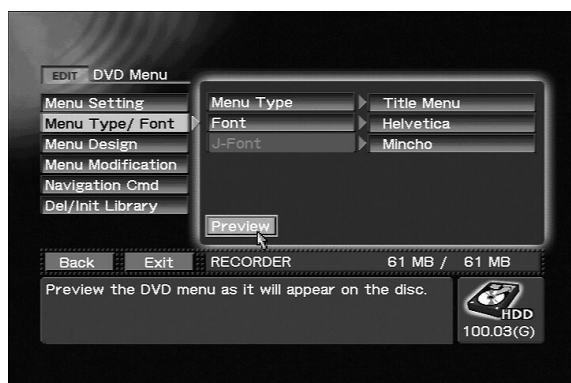 EDIT DVD Menu
Menu Setting
Menu Type/ Font
Menu Design
Menu Modification
Navigation Cmd
Del/Init Library
Menu Type Title Menu
Font Helvetica
J-Font Mincho
Preview
Back Exit RECORDER 61 MB / 61 MB
Preview the DVD menu as it will appear on the disc.
HDD
100.03(G)